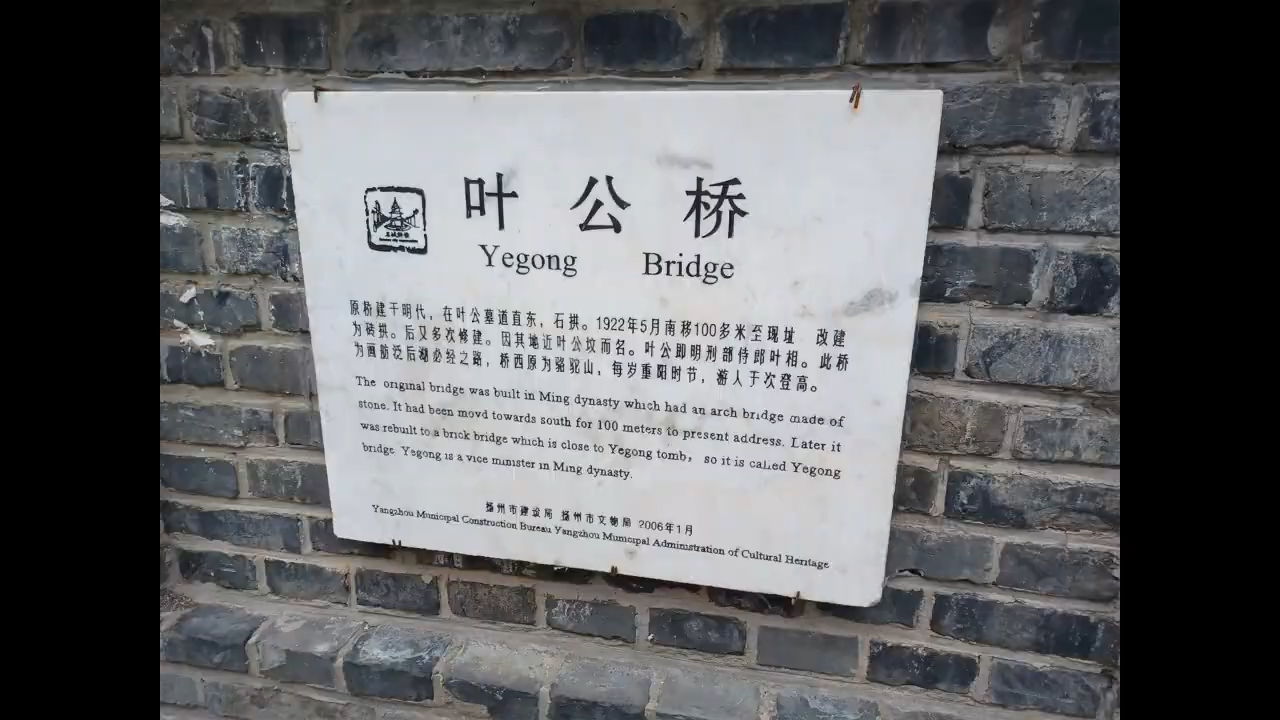 叶公桥
Yegong Bridge
原桥建于明代，在叶公墓道直东，石拱。1922年5月南移100多米至现址 改建
为砖拱。后又多次修建。因其地近叶公坟而名。叶公即明刑部侍郎叶相。此桥
为画舫泛后湖必经之路，桥西原为骆驼山，每岁重阳时节，游人于次登高。
The original bridge was built in Ming dynasty which had an arch bridge made of
stone. It had been movd towards south for 100 meters to present address. Later it
was rebuilt to a brick bridge which is close to Yegong tomb, so it is called Yegong
bridge. Yegong is a vice minister in Ming dynasty.
扬州市建设局 扬州市文物局 2006年1月
Yangzhou Municipal Construction Bureau Yangzhou Municipal Administration of Cultural Heritage